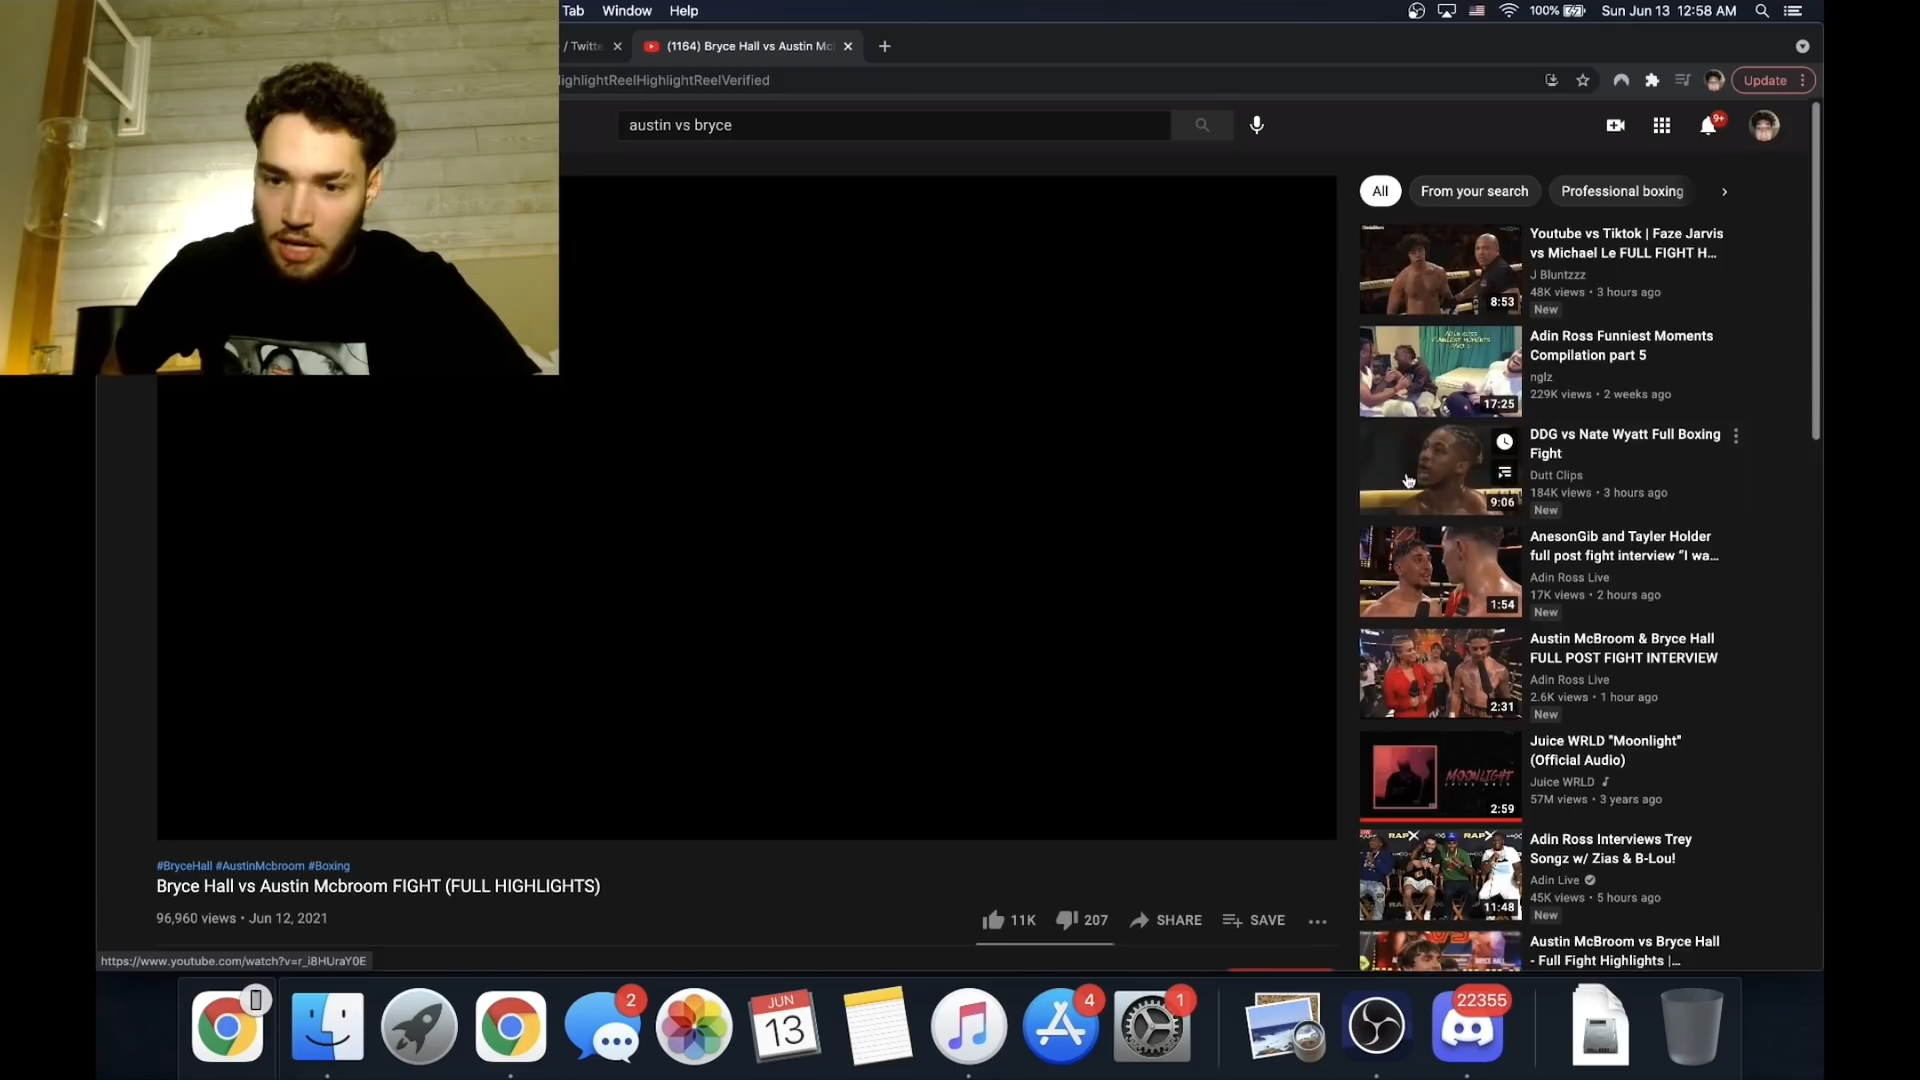 Tab Window Help
100% Sun Jun 13 12:58 AM
/ Twitte
(1164) Bryce Hall vs Austin Mc
ighlightReelHighlightReelVerified
Update
austin vs bryce
9+
All From your search Professional boxing
Youtube vs Tiktok | Faze Jarvis
vs Michael Le FULL FIGHT H...
J Bluntzzz
48K views • 3 hours ago
New
8:53
ADIN ROSS
FUNNIEST MOMENTS
PART 5
Adin Ross Funniest Moments
Compilation part 5
nglz
229K views • 2 weeks ago
17:25
DDG vs Nate Wyatt Full Boxing
Fight
Dutt Clips
184K views • 3 hours ago
New
9:06
AnesonGib and Tayler Holder
full post fight interview “I wa...
Adin Ross Live
17K views • 2 hours ago
New
1:54
Austin McBroom & Bryce Hall
FULL POST FIGHT INTERVIEW
Adin Ross Live
2.6K views • 1 hour ago
New
2:31
Juice WRLD "Moonlight"
(Official Audio)
Juice WRLD
57M views • 3 years ago
MOONLIGHT
2:59
Adin Ross Interviews Trey
Songz w/ Zias & B-Lou!
Adin Live
45K views • 5 hours ago
New
11:48
Austin McBroom vs Bryce Hall
- Full Fight Highlights |...
#BryceHall #AustinMcbroom #Boxing
Bryce Hall vs Austin Mcbroom FIGHT (FULL HIGHLIGHTS)
96,960 views • Jun 12, 2021
11K 207 SHARE SAVE
https://www.youtube.com/watch?v=r_i8HUraY0E
2
JUN
13
4
1
22355